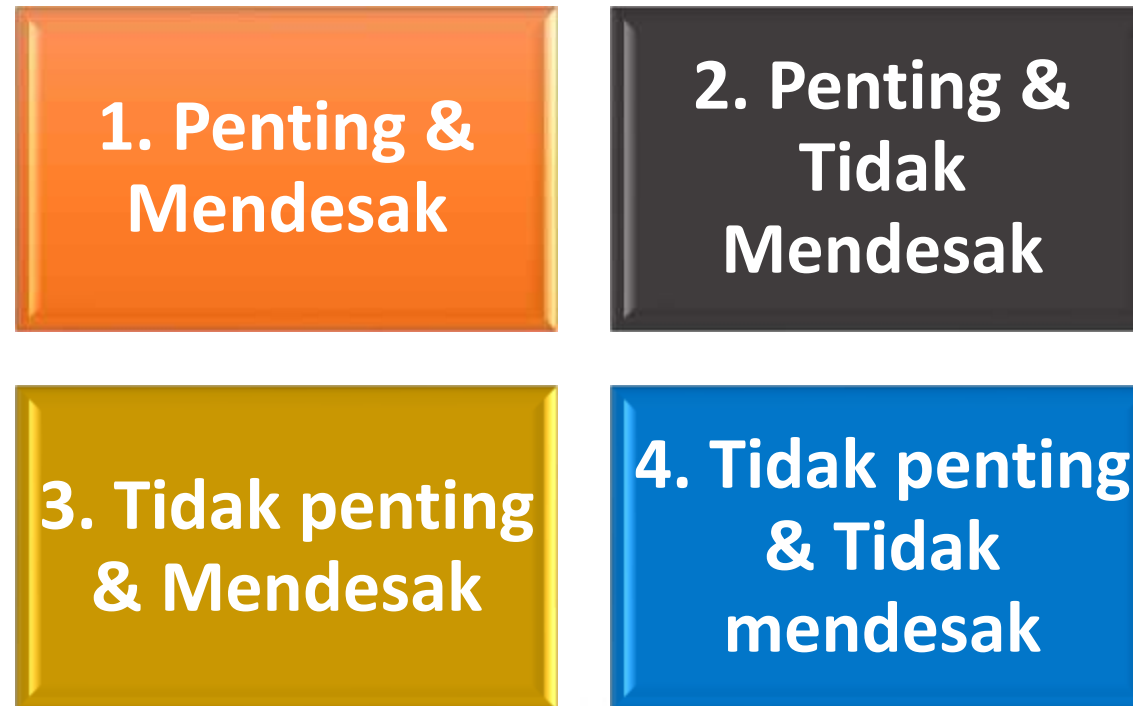 1. Penting &
Mendesak
2. Penting &
Tidak
Mendesak
3. Tidak penting
& Mendesak
4. Tidak penting
& Tidak
mendesak